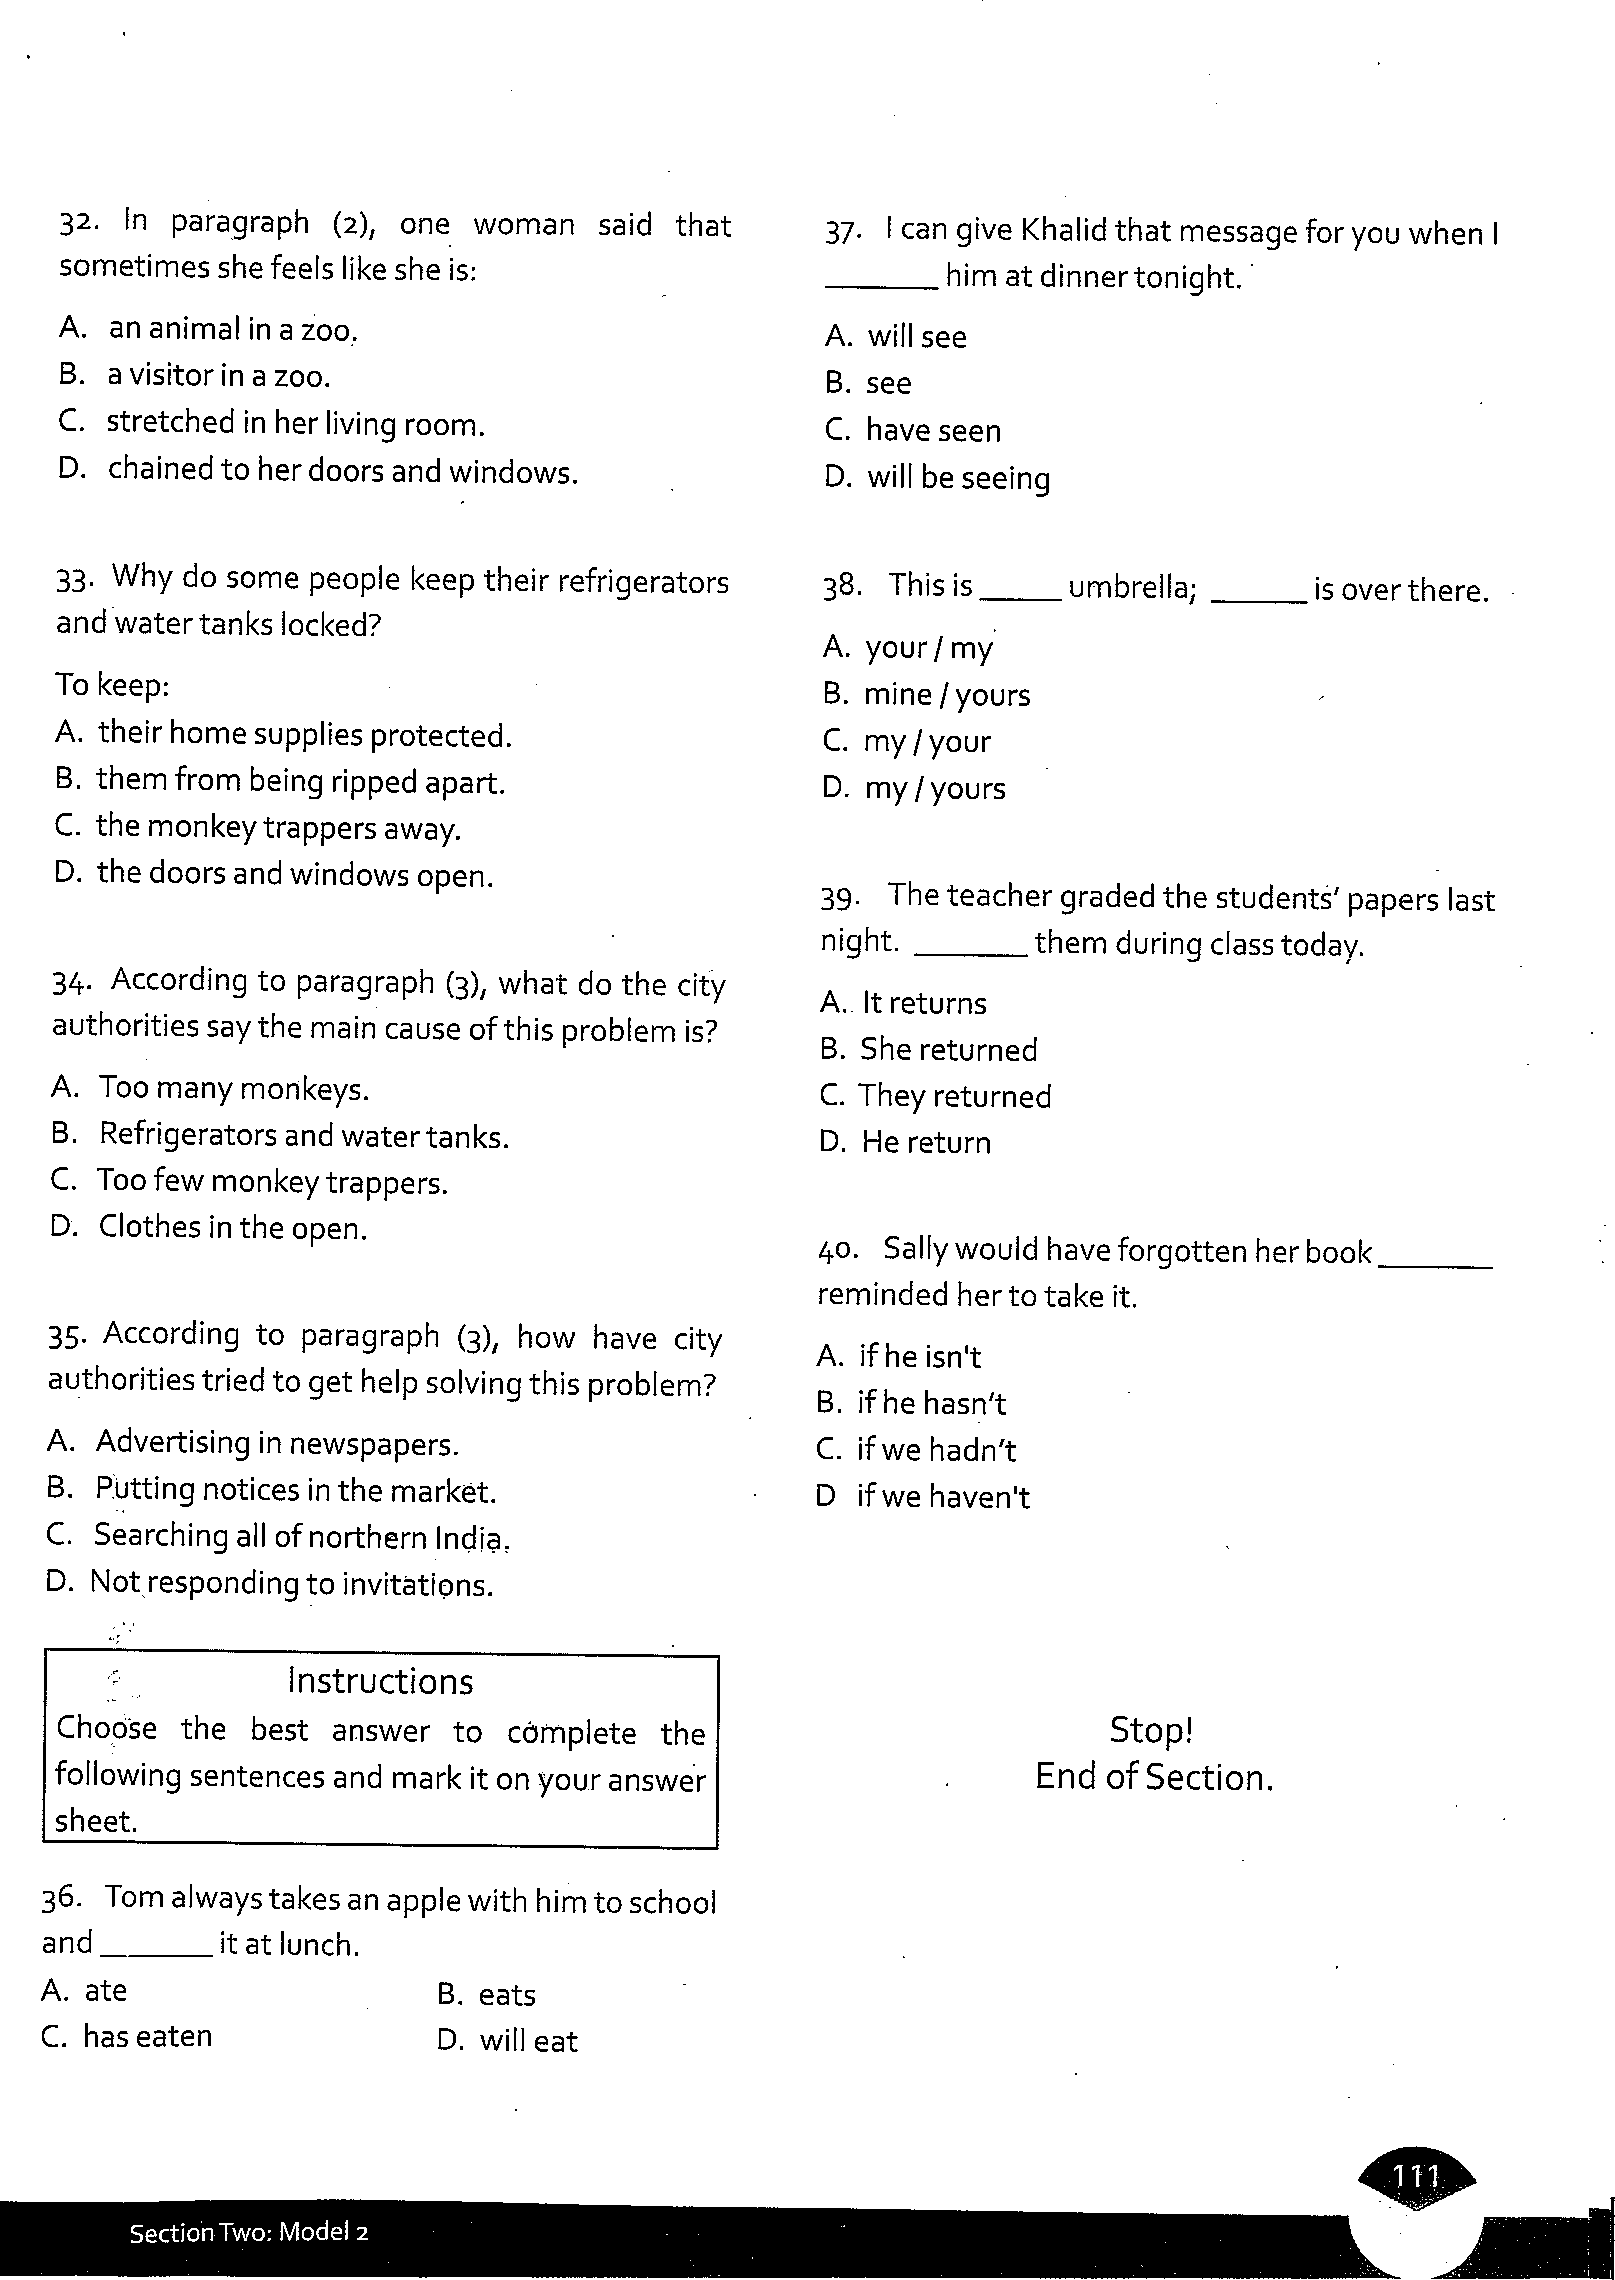 32. In paragraph (2), one woman said that
sometimes she feels like she is:
A. an animal in a zoo.
B. a visitor in a zoo.
C. stretched in her living room.
D. chained to her doors and windows.
33. Why do some people keep their refrigerators
and water tanks locked?
To keep:
A. their home supplies protected.
B. them from being ripped apart.
C. the monkey trappers away.
D. the doors and windows open.
34. According to paragraph (3), what do the city
authorities say the main cause of this problem is?
A. Too many monkeys.
B. Refrigerators and water tanks.
C. Too few monkey trappers.
D. Clothes in the open.
35. According to paragraph (3), how have city
authorities tried to get help solving this problem?
A. Advertising in newspapers.
B. Putting notices in the market.
C. Searching all of northern India.
D. Not responding to invitations.
Instructions
Choose the best answer to complete the
following sentences and mark it on your answer
sheet.
36. Tom always takes an apple with him to school
and _______ it at lunch.
A. ate B. eats
C. has eaten D. will eat
37. I can give Khalid that message for you when I
_______ him at dinner tonight.
A. will see
B. see
C. have seen
D. will be seeing
38. This is _____ umbrella; ______ is over there.
A. your / my
B. mine / yours
C. my / your
D. my / yours
39. The teacher graded the students' papers last
night. _______ them during class today.
A. It returns
B. She returned
C. They returned
D. He return
40. Sally would have forgotten her book _______
reminded her to take it.
A. if he isn't
B. if he hasn't
C. if we hadn't
D if we haven't
Stop!
End of Section.
111
Section Two: Model 2